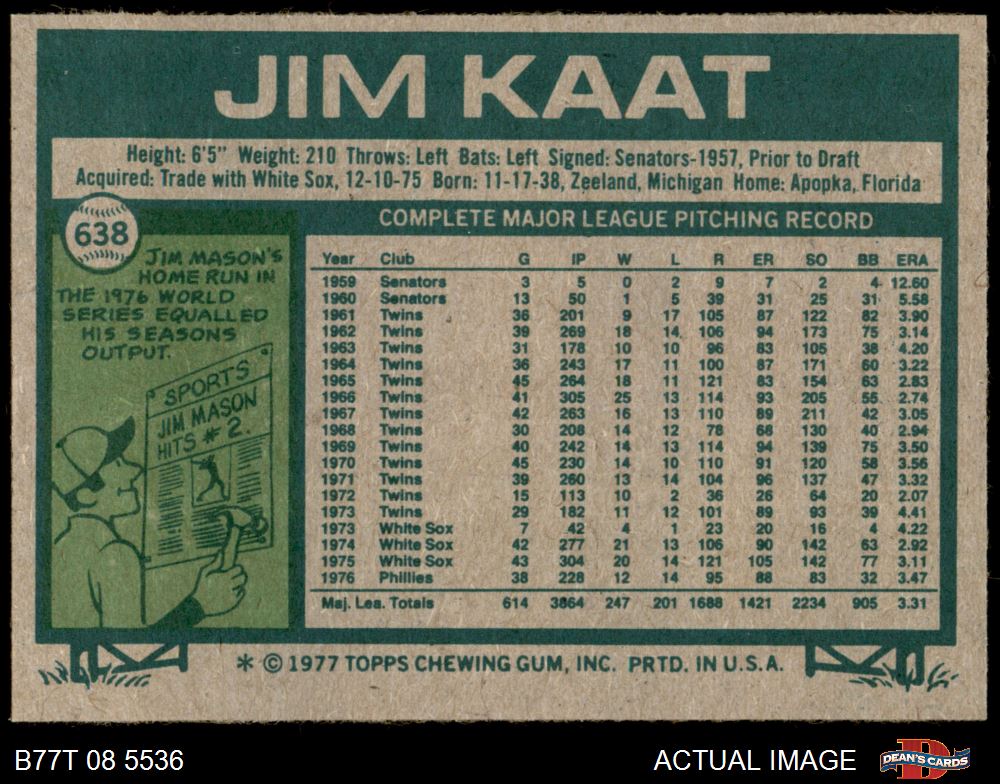 JIM KAAT
Height: 6'5" Weight: 210 Throws: Left Bats: Left Signed: Senators-1957, Prior to Draft
Acquired: Trade with White Sox, 12-10-75 Born: 11-17-38, Zeeland, Michigan Home: Apopka, Florida
638
JIM MASON'S
HOME RUN IN
THE 1976 WORLD
SERIES EQUALLED
HIS SEASONS
OUTPUT.
SPORTS
JIM MASON
HITS #2.
COMPLETE MAJOR LEAGUE PITCHING RECORD
Year Club G IP W L R ER SO BB ERA
1959 Senators 3 5 0 2 9 7 2 4 12.60
1960 Senators 13 50 1 5 39 31 25 31 5.58
1961 Twins 36 201 9 17 105 87 122 82 3.90
1962 Twins 39 269 18 14 106 94 173 75 3.14
1963 Twins 31 178 10 10 96 83 105 38 4.20
1964 Twins 36 243 17 11 100 87 171 60 3.22
1965 Twins 45 264 18 11 121 83 154 63 2.83
1966 Twins 41 305 25 13 114 93 205 55 2.74
1967 Twins 42 263 16 13 110 89 211 42 3.05
1968 Twins 30 208 14 12 78 68 130 40 2.94
1969 Twins 40 242 14 13 114 94 139 75 3.50
1970 Twins 45 230 14 10 110 91 120 58 3.56
1971 Twins 39 260 13 14 104 96 137 47 3.32
1972 Twins 15 113 10 2 36 26 64 20 2.07
1973 Twins 29 182 11 12 101 89 93 39 4.41
1973 White Sox 7 42 4 1 23 20 16 4 4.22
1974 White Sox 42 277 21 13 106 90 142 63 2.92
1975 White Sox 43 304 20 14 121 105 142 77 3.11
1976 Phillies 38 228 12 14 95 88 83 32 3.47
Maj. Lea. Totals 614 3864 247 201 1688 1421 2234 905 3.31
* © 1977 TOPPS CHEWING GUM, INC. PRTD. IN U.S.A.
B77T 08 5536
ACTUAL IMAGE
D
DEAN'S CARDS